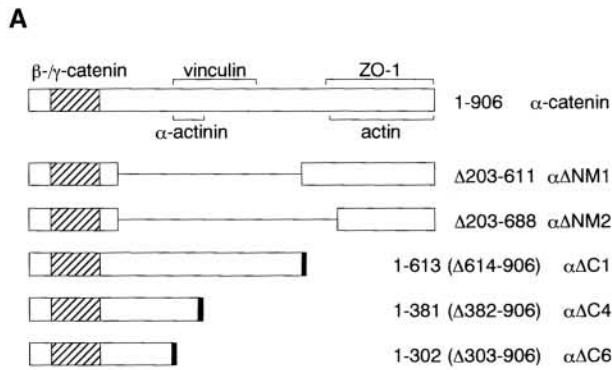 A
β-/γ-catenin vinculin ZO-1
1-906 α-catenin
α-actinin actin
Δ203-611 αΔNM1
Δ203-688 αΔNM2
1-613 (Δ614-906) αΔC1
1-381 (Δ382-906) αΔC4
1-302 (Δ303-906) αΔC6